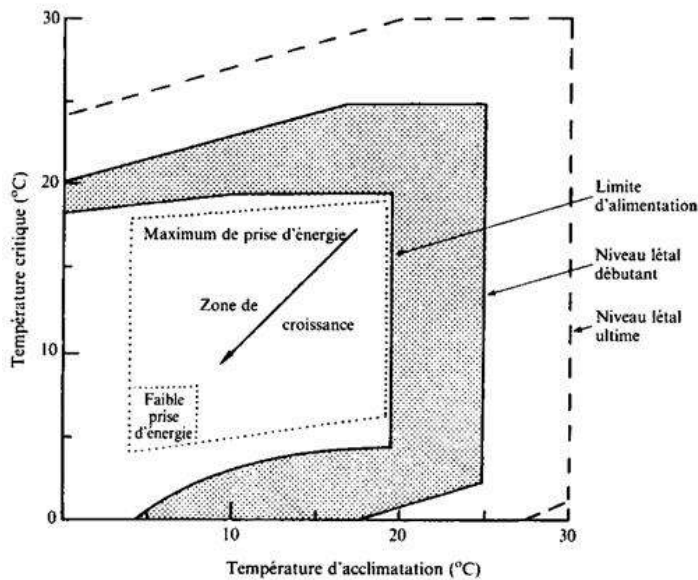 30
20
10
0
Température critique (°C)
Maximum de prise d'énergie
Zone de
croissance
Faible
prise
d'énergie
Limite
d'alimentation
Niveau létal
débutant
Niveau létal
ultime
10
20
30
Température d'acclimatation (°C)